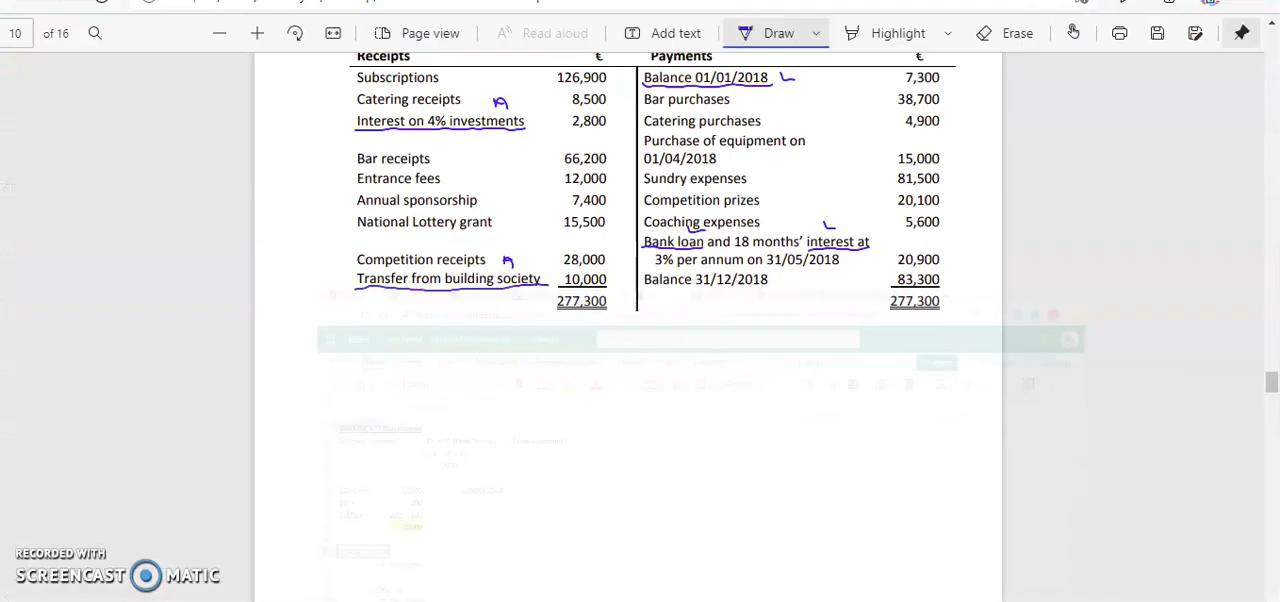 10 of 16
Page view
Read aloud
Add text
Draw
Highlight
Erase
Receipts € Payments €
Subscriptions 126,900 Balance 01/01/2018 L 7,300
Catering receipts A 8,500 Bar purchases 38,700
Interest on 4% investments 2,800 Catering purchases 4,900
Purchase of equipment on
Bar receipts 66,200 01/04/2018 15,000
Entrance fees 12,000 Sundry expenses 81,500
Annual sponsorship 7,400 Competition prizes 20,100
National Lottery grant 15,500 Coaching expenses L 5,600
Bank loan and 18 months' interest at
Competition receipts A 28,000 3% per annum on 31/05/2018 20,900
Transfer from building society 10,000 Balance 31/12/2018 83,300
277,300 277,300
RECORDED WITH
SCREENCAST MATIC